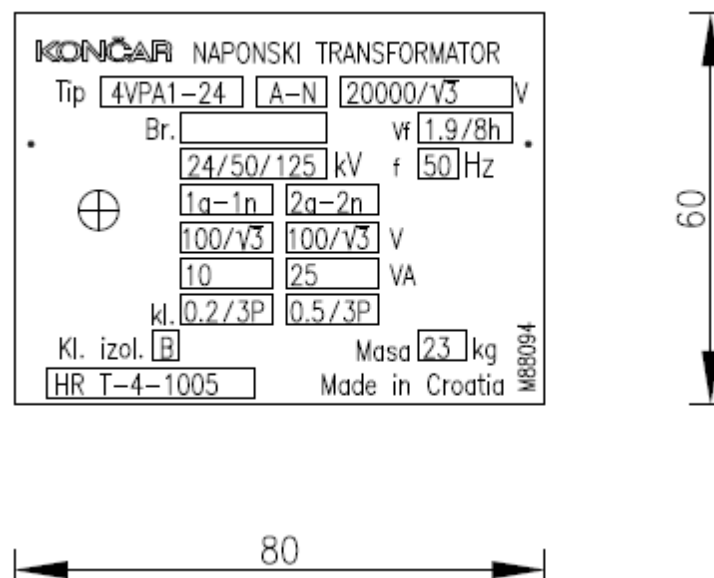 KONČAR NAPONSKI TRANSFORMATOR
Tip 4VPA1-24 A-N 20000/√3 V
Br. Vf 1.9/8h
24/50/125 kV f 50 Hz
1a-1n 2a-2n
100/√3 100/√3 V
10 25 VA
kl. 0.2/3P 0.5/3P
Kl. izol. B Masa 23 kg
HR T-4-1005 Made in Croatia
M88094
60
80